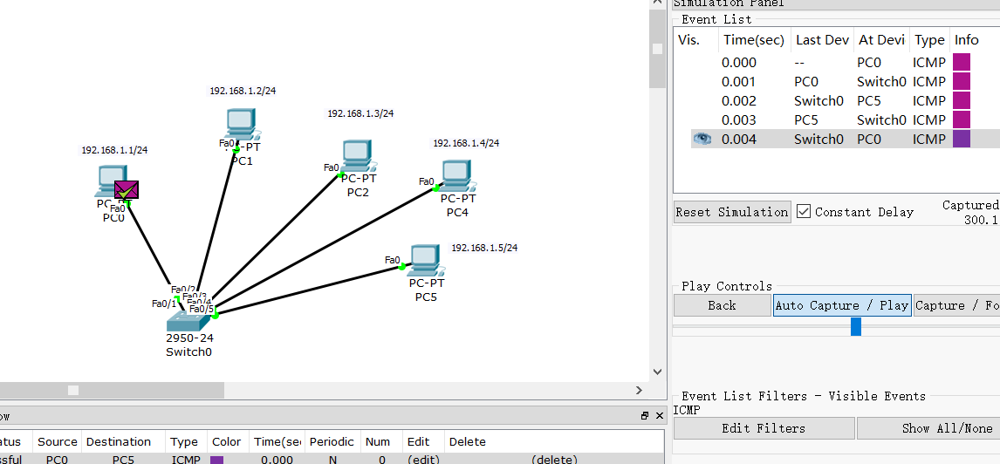 Simulation Panel
Event List
Vis. Time(sec) Last Dev At Devi Type Info
0.000 -- PC0 ICMP
0.001 PC0 Switch0 ICMP
0.002 Switch0 PC5 ICMP
0.003 PC5 Switch0 ICMP
0.004 Switch0 PC0 ICMP
Reset Simulation Constant Delay Captured
300.1
Play Controls
Back Auto Capture / Play Capture / Fo
Event List Filters - Visible Events
ICMP
Edit Filters Show All/None
192.168.1.2/24
Fa0
-PT
PC1
192.168.1.3/24
Fa0
PC-PT
PC2
192.168.1.4/24
Fa0
PC-PT
PC4
192.168.1.1/24
Fa0
PC0
192.168.1.5/24
Fa0
PC-PT
PC5
Fa0/2
Fa0/3
Fa0/1
Fa0/4
Fa0/5
2950-24
Switch0
ow
atus Source Destination Type Color Time(sec Periodic Num Edit Delete
ssful PC0 PC5 ICMP 0.000 N 0 (edit) (delete)